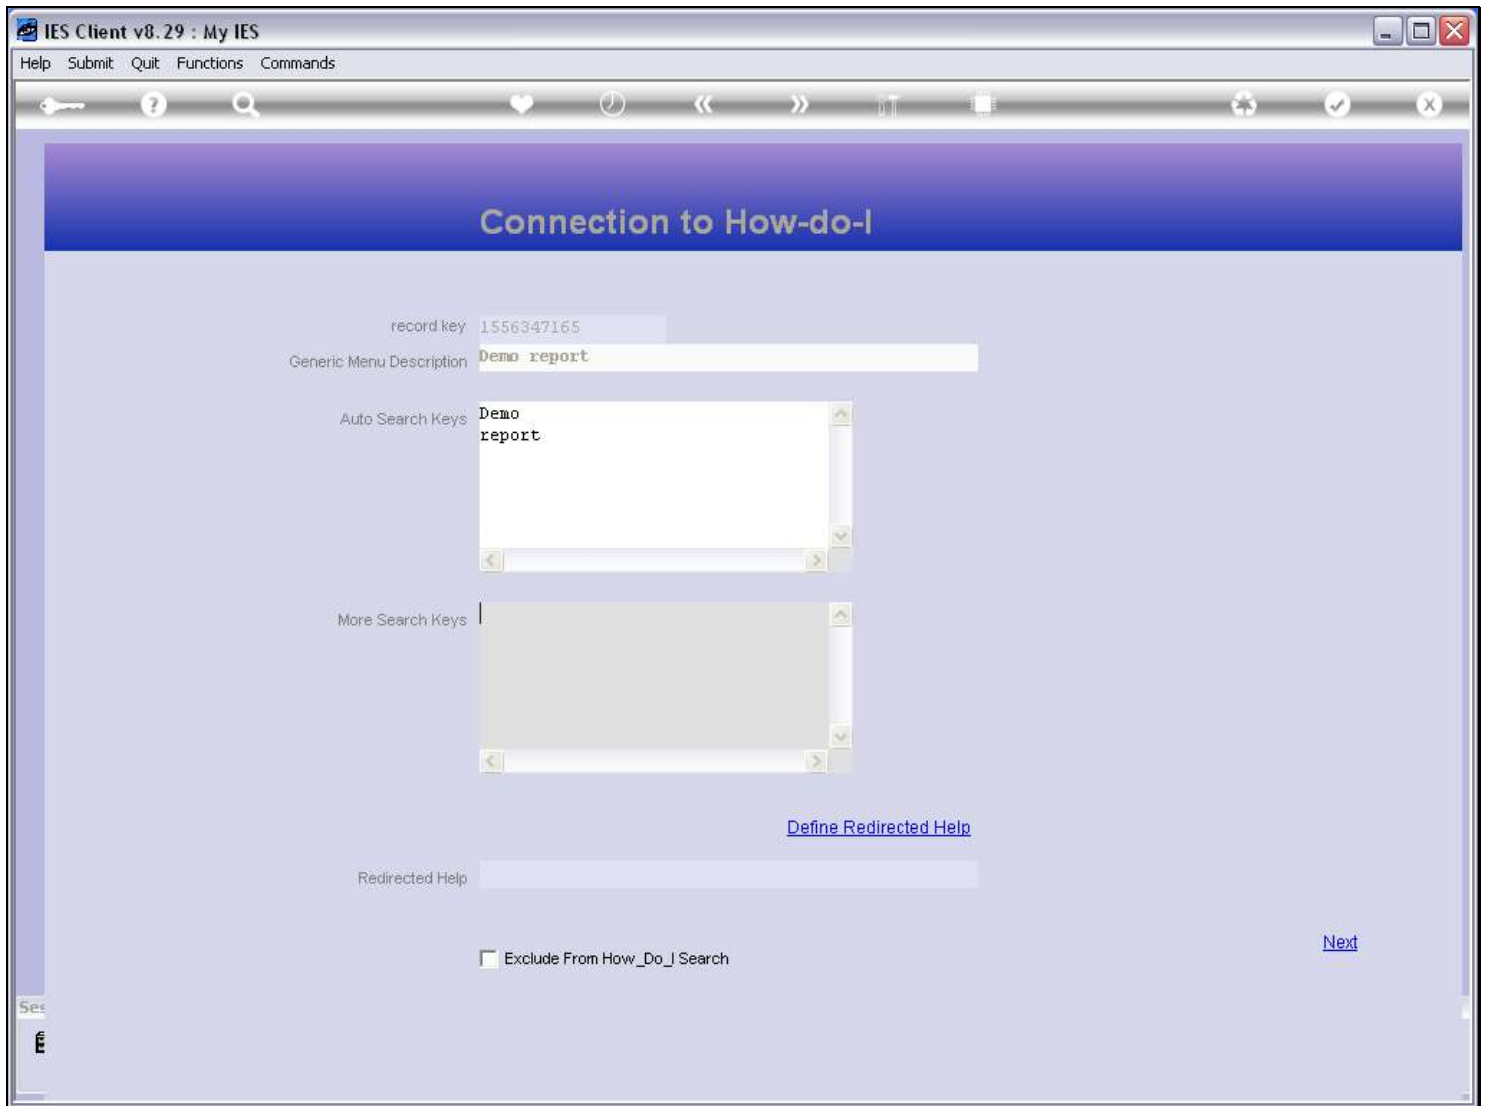 IES Client v8.29 : My IES
Help Submit Quit Functions Commands
Connection to How-do-I
record key 1556347165
Generic Menu Description Demo report
Auto Search Keys Demo
report
More Search Keys
Define Redirected Help
Redirected Help
Next
Exclude From How_Do_I Search